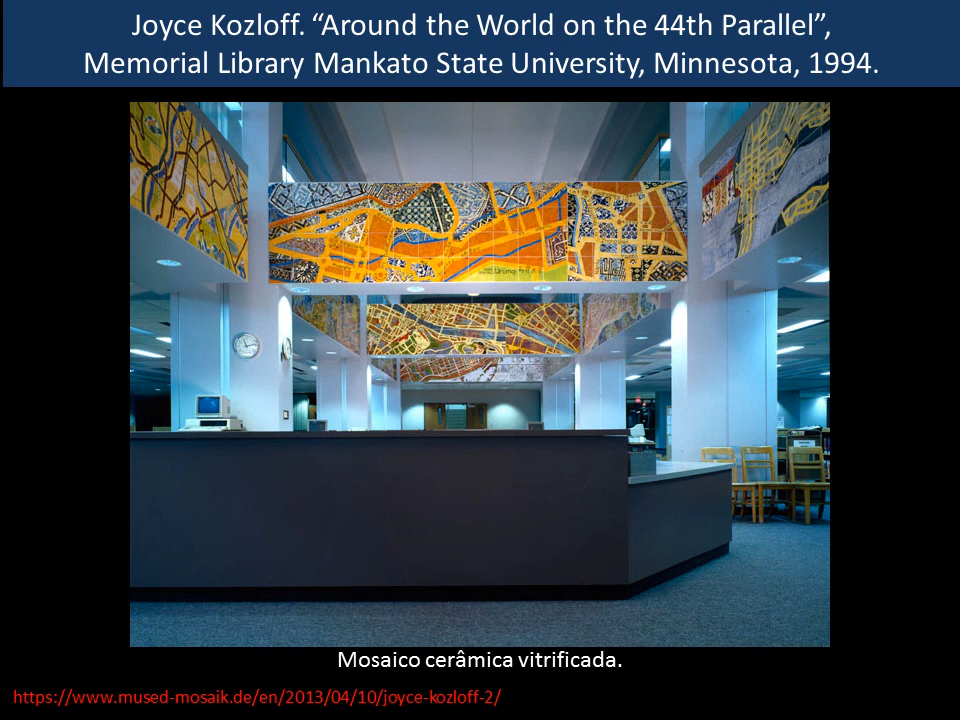 Joyce Kozloff. “Around the World on the 44th Parallel”,
Memorial Library Mankato State University, Minnesota, 1994.
Urümqi
Mosaico cerâmica vitrificada.
https://www.mused-mosaik.de/en/2013/04/10/joyce-kozloff-2/